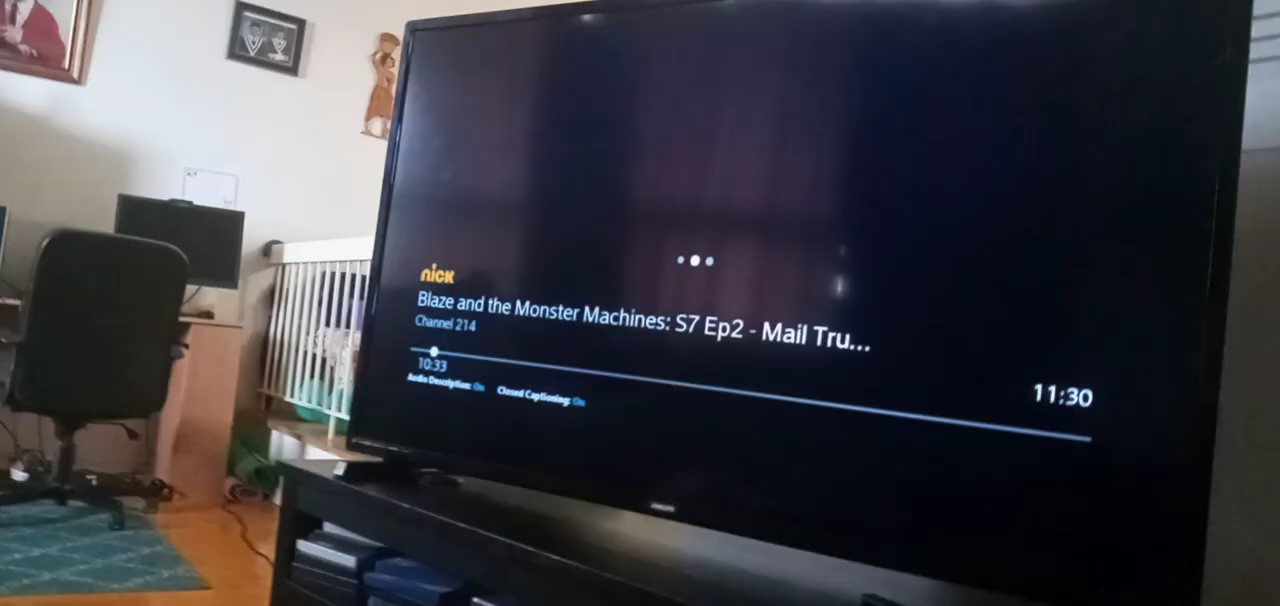 nick
Blaze and the Monster Machines: S7 Ep2 - Mail Tru...
Channel 214
10:33
11:30
Audio Description: On Closed Captioning: On